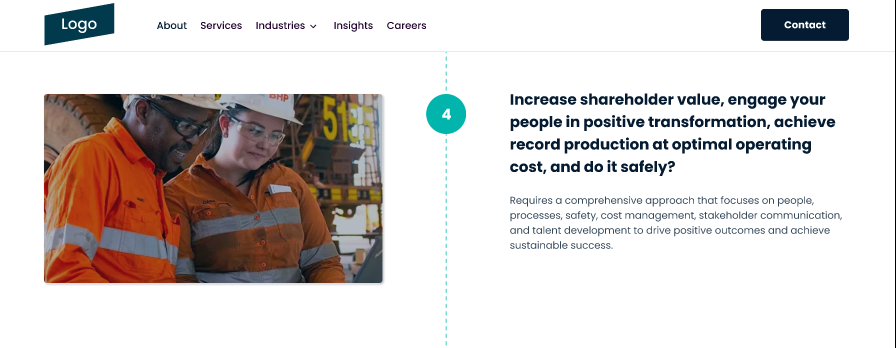 Logo
About Services Industries Insights Careers
Contact
BHP
51
4
Increase shareholder value, engage your
people in positive transformation, achieve
record production at optimal operating
cost, and do it safely?
Requires a comprehensive approach that focuses on people,
processes, safety, cost management, stakeholder communication,
and talent development to drive positive outcomes and achieve
sustainable success.